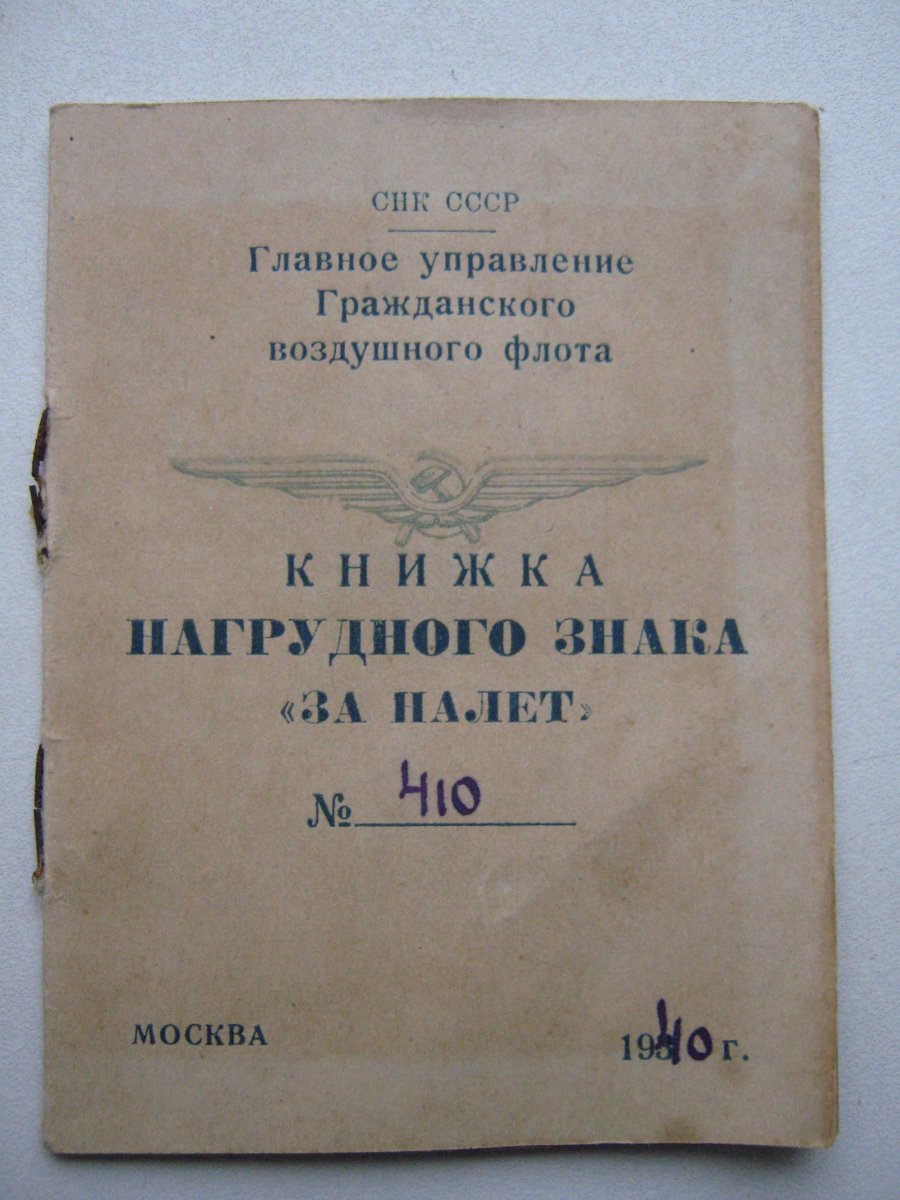 СНК СССР
Главное управление
Гражданского
воздушного флота
КНИЖКА
НАГРУДНОГО ЗНАКА
«ЗА НАЛЕТ»
№ 410
МОСКВА
1940 г.